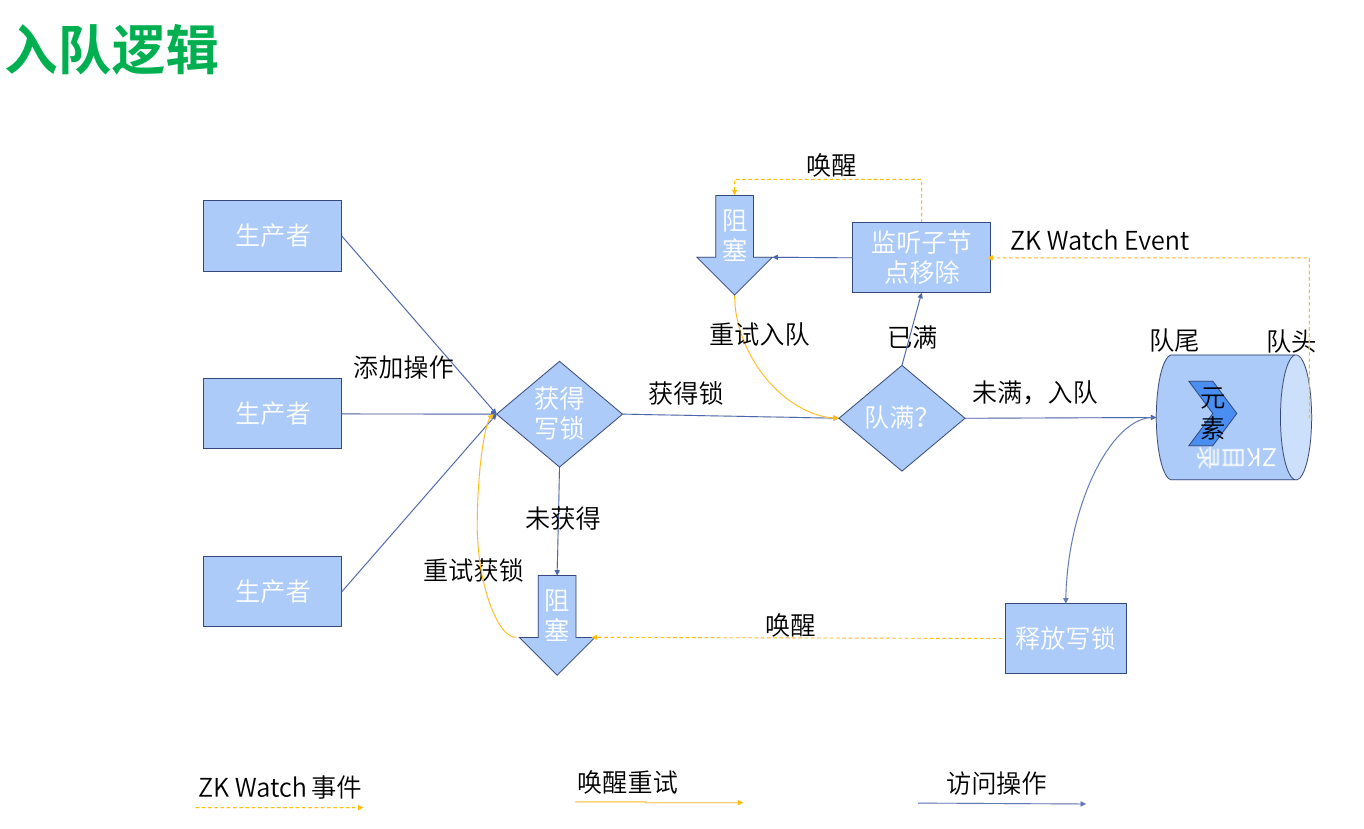 入队逻辑
唤醒
生产者
阻
塞
监听子节
点移除
ZK Watch Event
重试入队
已满
队尾
队头
添加操作
生产者
获得
写锁
获得锁
队满?
未满，入队
元
素
ZK目录
未获得
重试获锁
生产者
阻
塞
唤醒
释放写锁
ZK Watch 事件
唤醒重试
访问操作